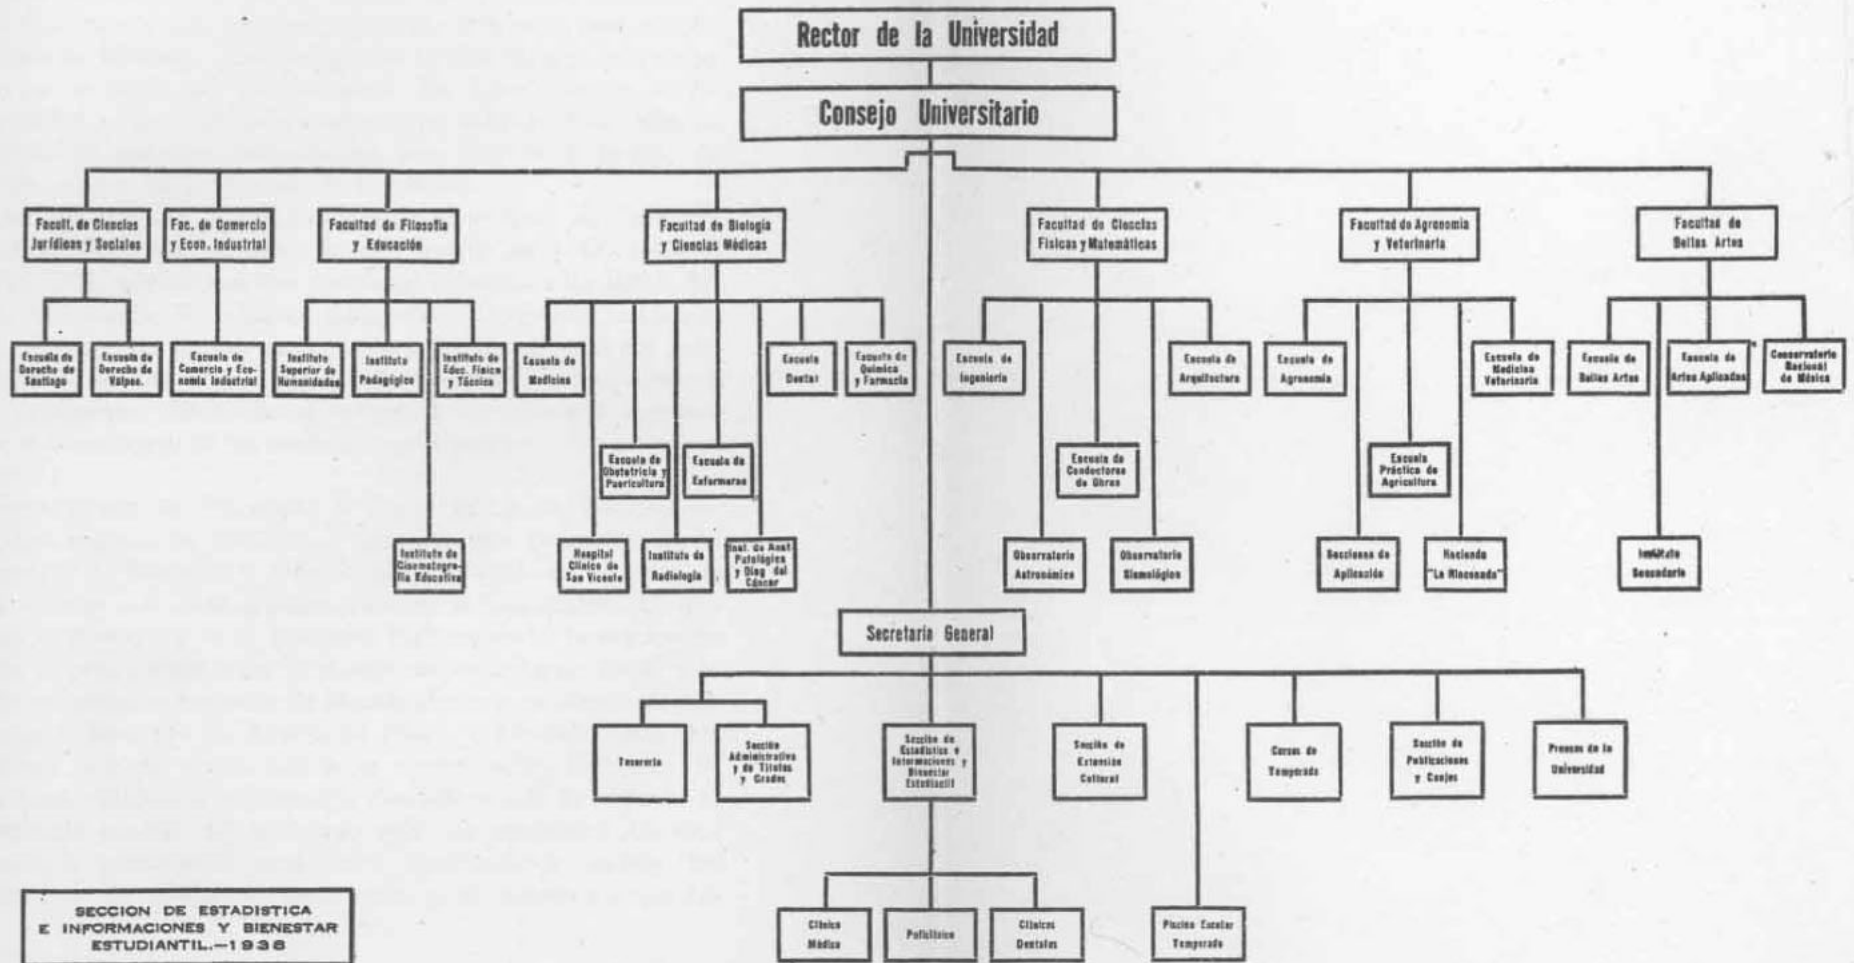 Rector de la Universidad
Consejo Universitario
Facult. de Ciencias
Jurídicas y Sociales
Fac. de Comercio
y Econ. Industrial
Facultad de Filosofía
y Educación
Facultad de Biología
y Ciencias Médicas
Facultad de Ciencias
Físicas y Matemáticas
Facultad de Agronomía
y Veterinaria
Facultad de
Bellas Artes
Escuela de
Derecho de
Santiago
Escuela de
Derecho de
Valpso.
Escuela de
Comercio y Eco-
nomía Industrial
Instituto
Superior de
Humanidades
Instituto
Pedagógico
Instituto de
Educ. Física
y Técnica
Escuela de
Medicina
Escuela
Dental
Escuela de
Química
y Farmacia
Escuela de
Ingeniería
Escuela de
Arquitectura
Escuela de
Agronomía
Escuela de
Medicina
Veterinaria
Escuela de
Bellas Artes
Escuela de
Artes Aplicadas
Conservatorio
Nacional
de Música
Escuela de
Obstetricia y
Puericultura
Escuela de
Enfermeras
Escuela de
Conductores
de Obras
Escuela
Práctica de
Agricultura
Instituto de
Cinematogra-
fía Educativa
Hospital
Clínico de
San Vicente
Instituto de
Radiología
Inst. de Anat.
Patológica
y Diag. del
Cáncer
Observatorio
Astronómico
Observatorio
Sismológico
Secciones de
Aplicación
Hacienda
"La Rinconada"
Instituto
Secundario
Secretaría General
Tesorería
Sección
Administrativa
y de Títulos
y Grados
Sección de
Estadística e
Informaciones y
Bienestar
Estudiantil
Sección de
Extensión
Cultural
Cursos de
Temporada
Sección de
Publicaciones
y Canjes
Prensas de la
Universidad
Clínica
Médica
Policlínico
Clínicas
Dentales
Piscina Escolar
Temperada
SECCION DE ESTADISTICA
E INFORMACIONES Y BIENESTAR
ESTUDIANTIL.—1938